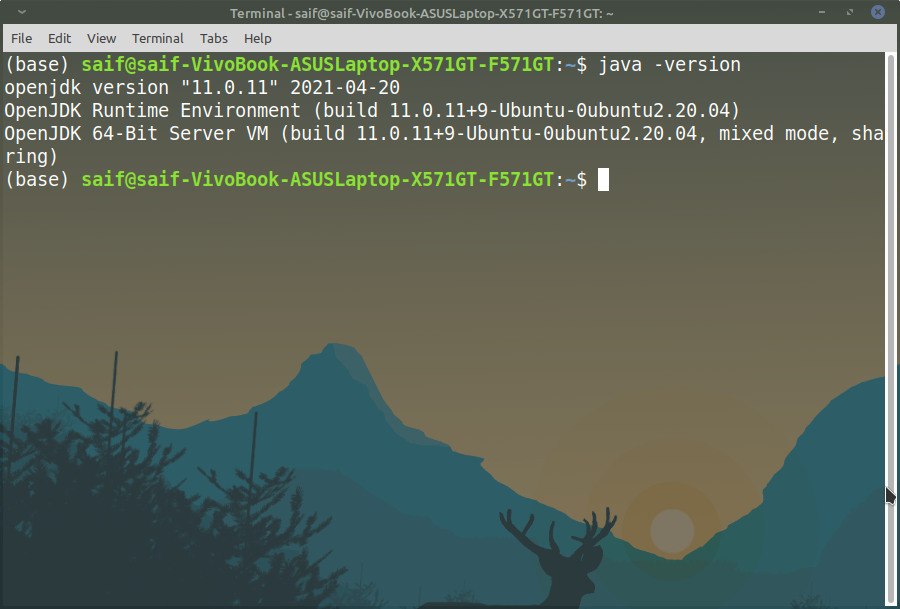 Terminal - saif@saif-VivoBook-ASUSLaptop-X571GT-F571GT: ~
File Edit View Terminal Tabs Help
(base) saif@saif-VivoBook-ASUSLaptop-X571GT-F571GT:~$ java -version
openjdk version "11.0.11" 2021-04-20
OpenJDK Runtime Environment (build 11.0.11+9-Ubuntu-0ubuntu2.20.04)
OpenJDK 64-Bit Server VM (build 11.0.11+9-Ubuntu-0ubuntu2.20.04, mixed mode, sha
ring)
(base) saif@saif-VivoBook-ASUSLaptop-X571GT-F571GT:~$